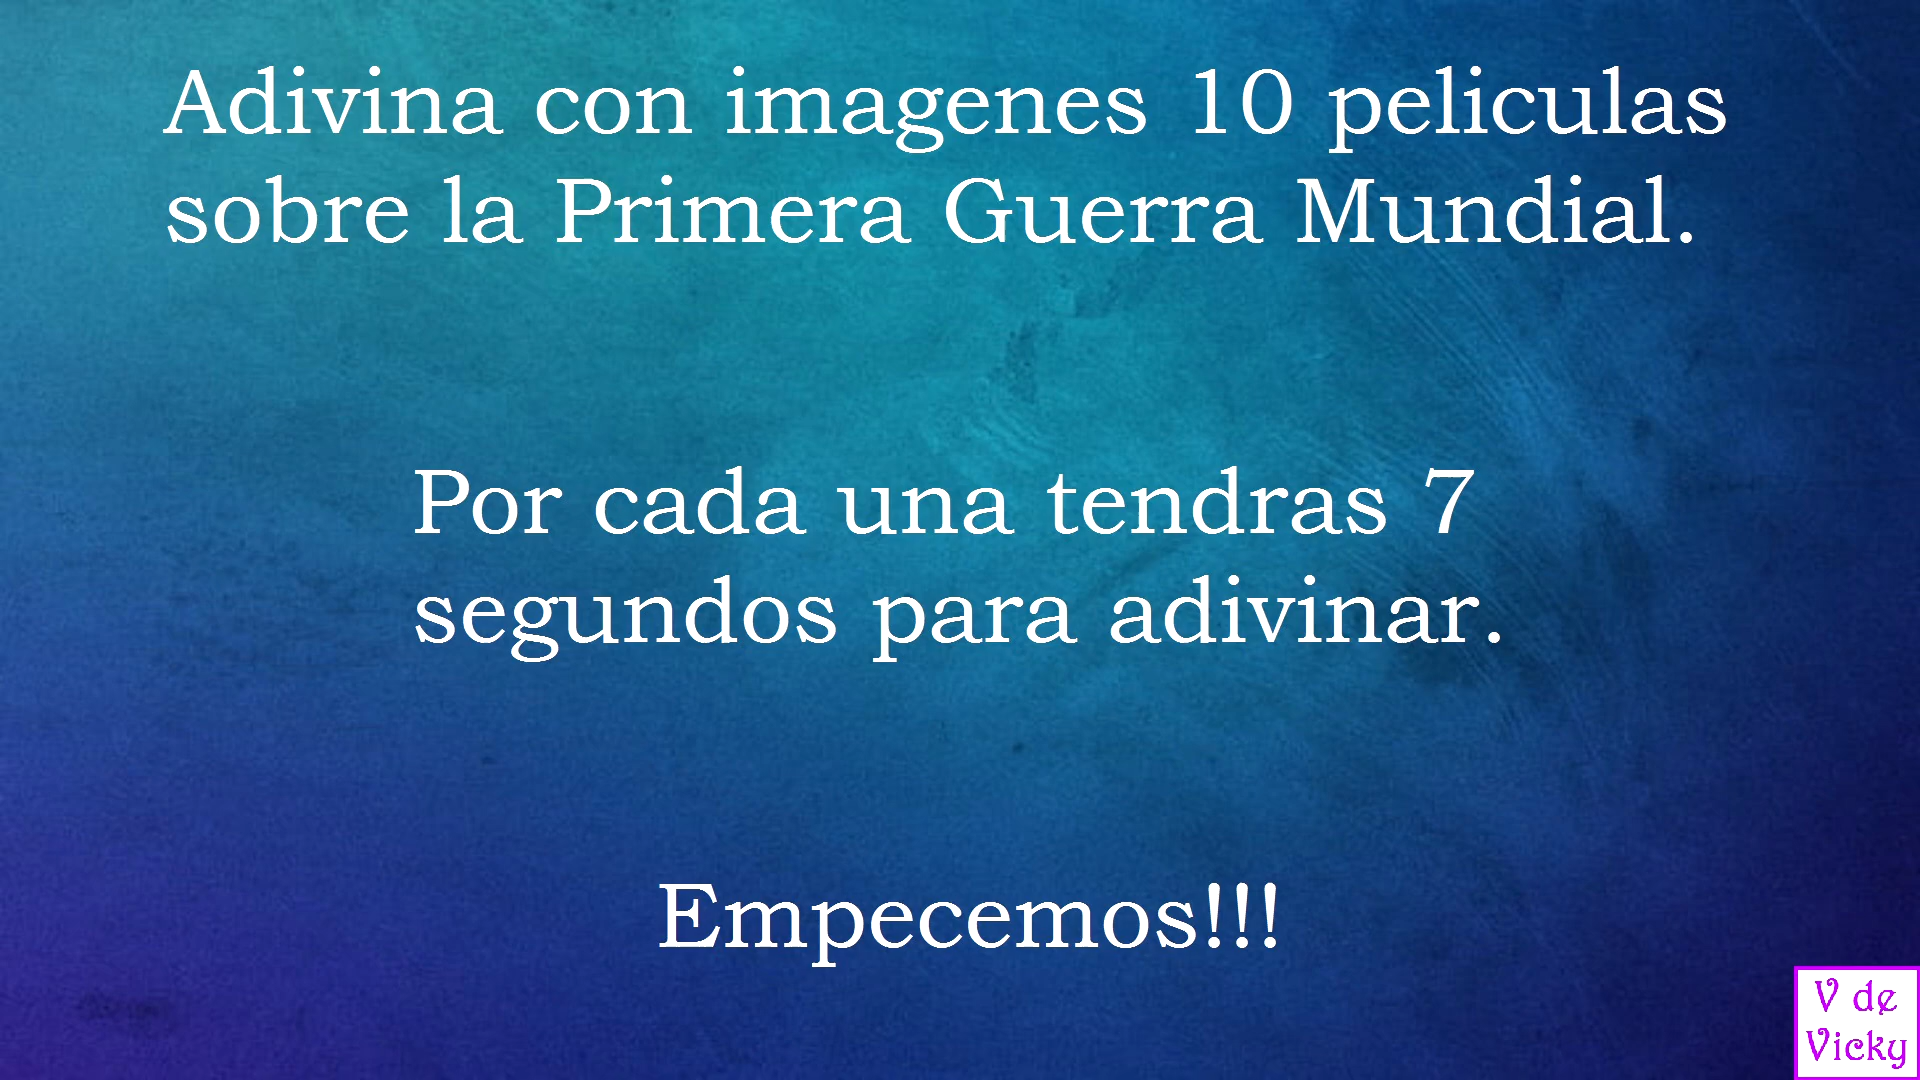 Adivina con imagenes 10 peliculas
sobre la Primera Guerra Mundial.
Por cada una tendras 7
segundos para adivinar.
Empecemos!!!
V de
Vicky